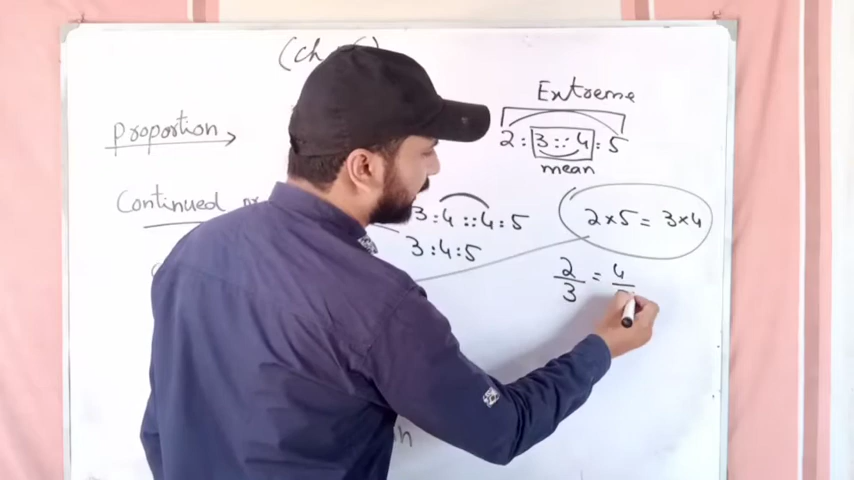 (ch
Extreme
Proportion →
2 : 3 :: 4 : 5
mean
Continued
3 : 4 :: 4 : 5
2 × 5 = 3 × 4
3 : 4 : 5
2/3 = 4/